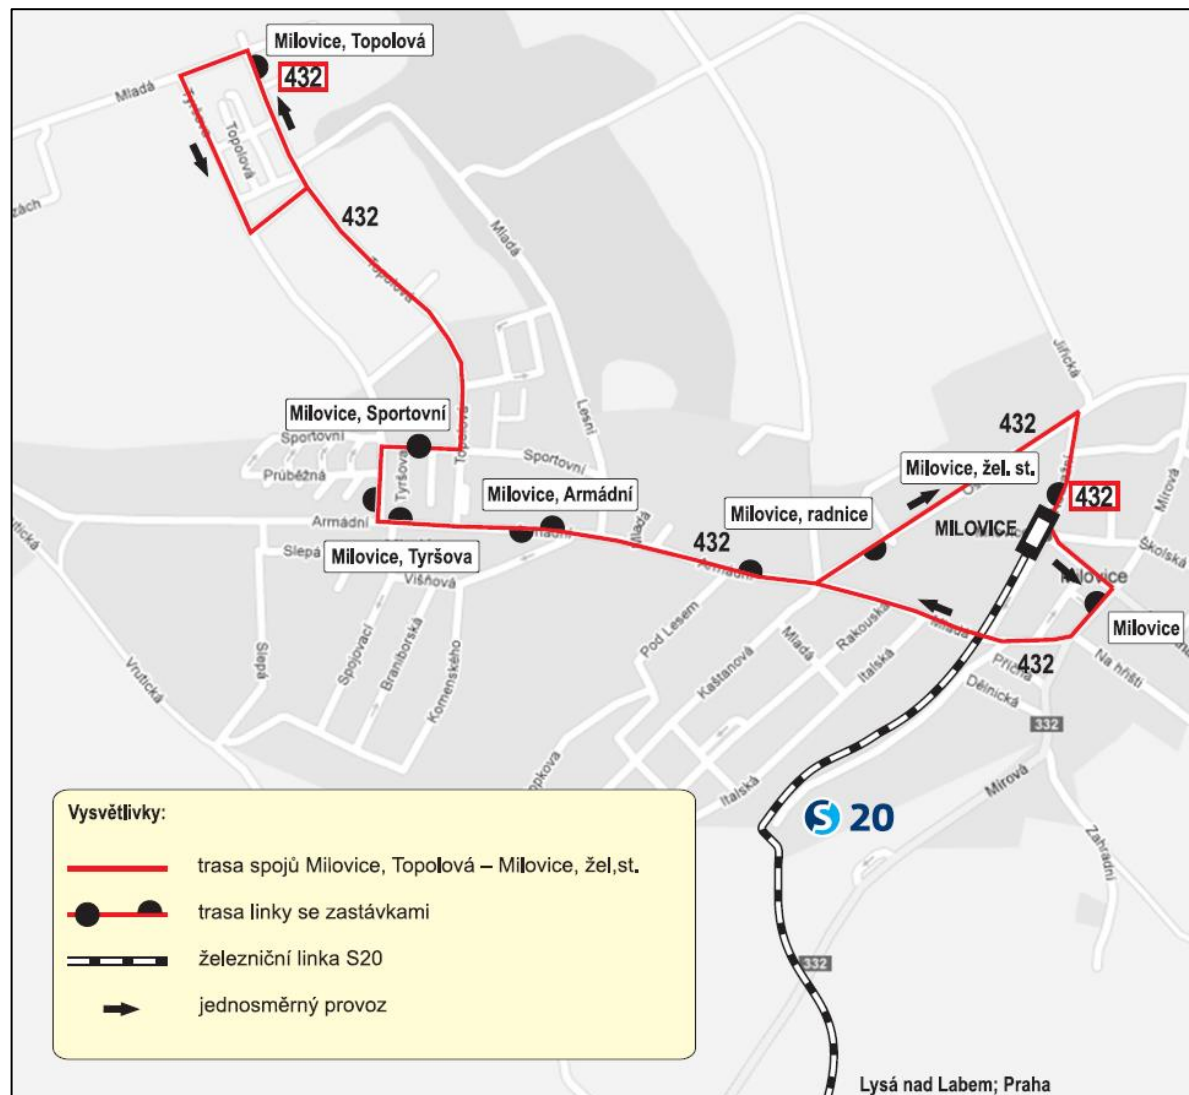 Milovice, Topolová
432
Mladá
Tyršova
Topolová
zách
432
Mladá
Topolová
Jiřická
Milovice, Sportovní
Lesní
432
Sportovní
Topolová
Tyršova
Sportovní
Průběžná
Milovice, žel. st.
Mírová
Milovice, Armádní
432
Milovice, radnice
Armádní
Mladá
MILOVICE
Školská
Slepá
Milovice, Tyršova
432
Armádní
Višňová
Milovice
Milovice
Vrutická
Slepá
Spojovací
Braniborská
Komenského
Pod Lesem
Kaštanová
Mladá
Rakouská
Italská
Mladá
432
Příčná
Na hřišti
Dělnická
332
Vrutická
Mírová
Italská
Zahradní
S 20
332
Vysvětlivky:
trasa spojů Milovice, Topolová – Milovice, žel,st.
trasa linky se zastávkami
železniční linka S20
jednosměrný provoz
Lysá nad Labem; Praha